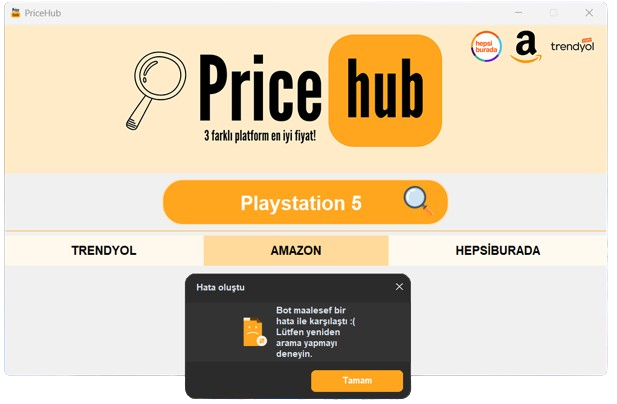 PriceHub
Price hub
3 farklı platform en iyi fiyat!
hepsi
burada
a
trendyol
Playstation 5
TRENDYOL
AMAZON
HEPSİBURADA
Hata oluştu
Bot maalesef bir
hata ile karşılaştı :(
Lütfen yeniden
arama yapmayı
deneyin.
Tamam